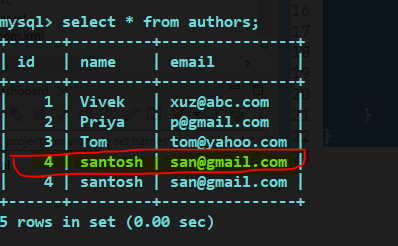 mysql> select * from authors;
+------+---------+---------------+
| id | name | email |
+------+---------+---------------+
| 1 | Vivek | xuz@abc.com |
| 2 | Priya | p@gmail.com |
| 3 | Tom | tom@yahoo.com |
| 4 | santosh | san@gmail.com |
| 4 | santosh | san@gmail.com |
+------+---------+---------------+
5 rows in set (0.00 sec)
16
}
}